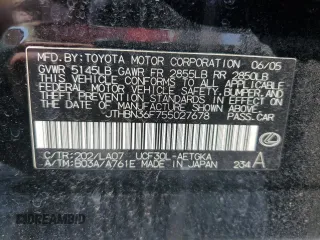 MFD. BY: TOYOTA MOTOR CORPORATION 06/05
GVWR 5145LB GAWR FR 2855LB RR 2850LB
THIS VEHICLE CONFORMS TO ALL APPLICABLE
FEDERAL MOTOR VEHICLE SAFETY, BUMPER, AND
THEFT PREVENTION STANDARDS IN EFFECT ON
THE DATE OF MANUFACTURE SHOWN ABOVE.
JTHBN36F755027678 PASS. CAR
C/TR: 202/LA07 UCF30L-AETGKA
A/TM: B03A/A761E MADE IN JAPAN 234 A